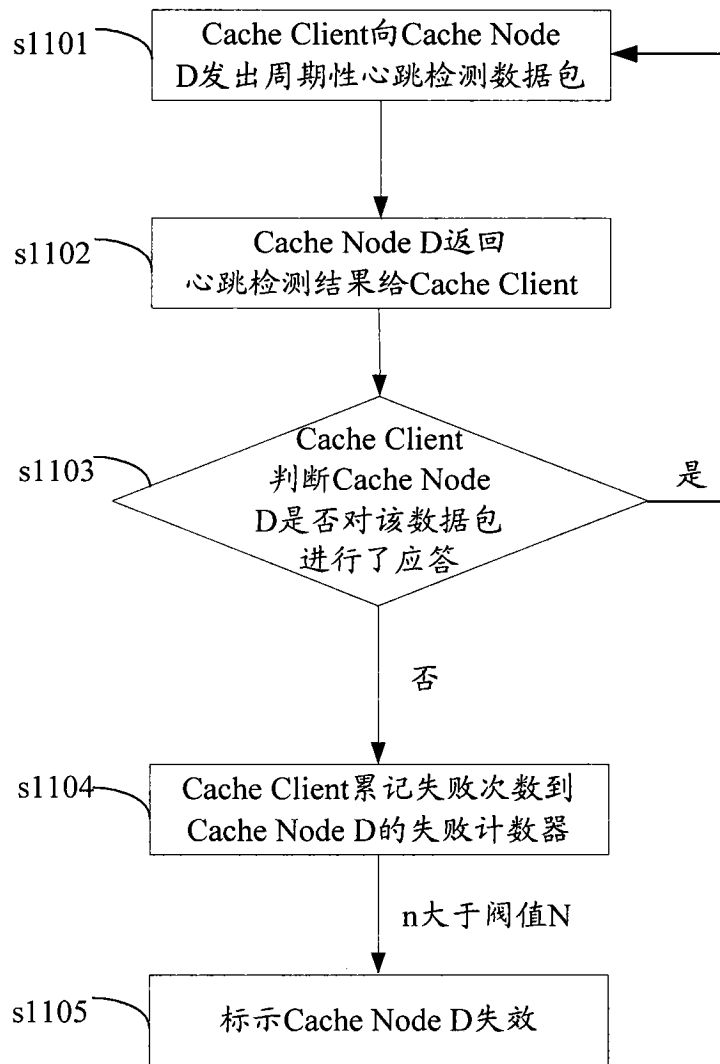 s1101
Cache Client向Cache Node
D发出周期性心跳检测数据包
s1102
Cache Node D返回
心跳检测结果给Cache Client
s1103
Cache Client
判断Cache Node
D是否对该数据包
进行了应答
是
否
s1104
Cache Client累记失败次数到
Cache Node D的失败计数器
n大于阀值N
s1105
标示Cache Node D失效